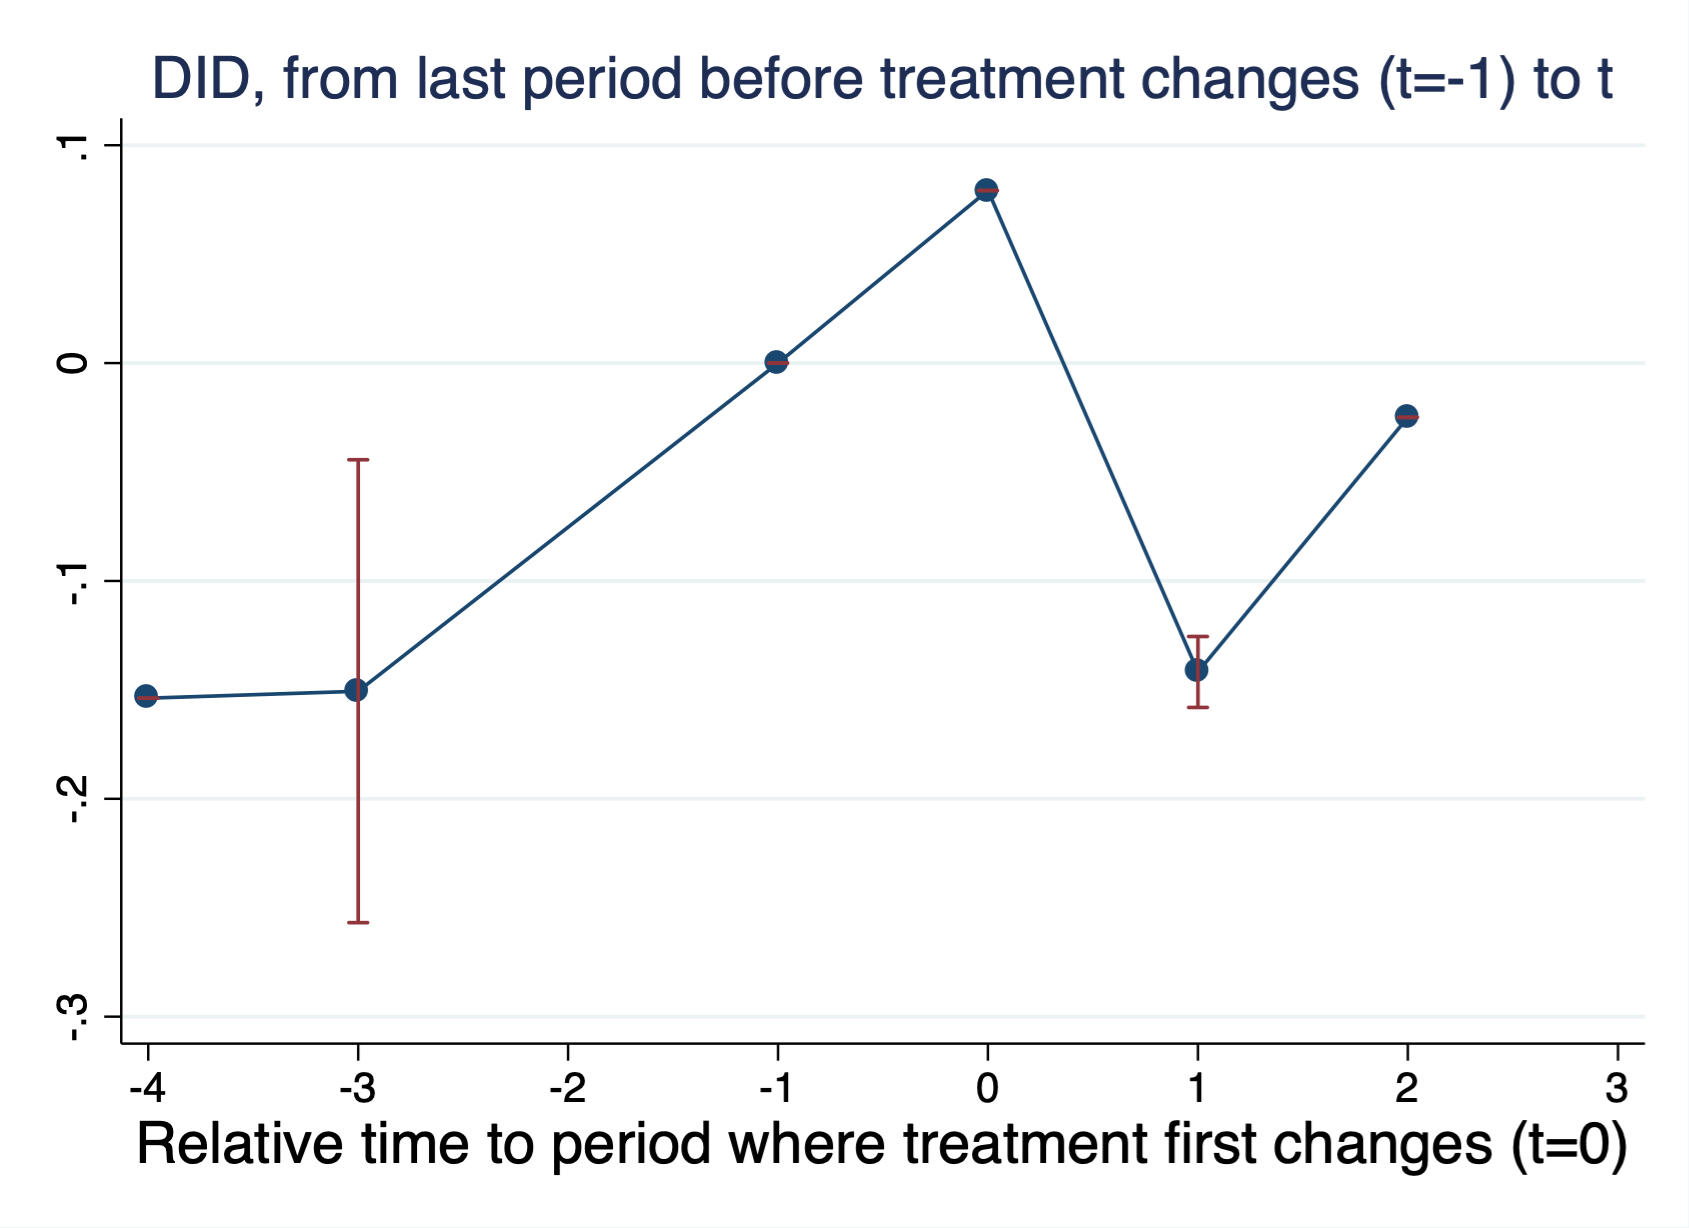 DID, from last period before treatment changes (t=-1) to t
.1
0
-.1
-.2
-.3
-4 -3 -2 -1 0 1 2 3
Relative time to period where treatment first changes (t=0)